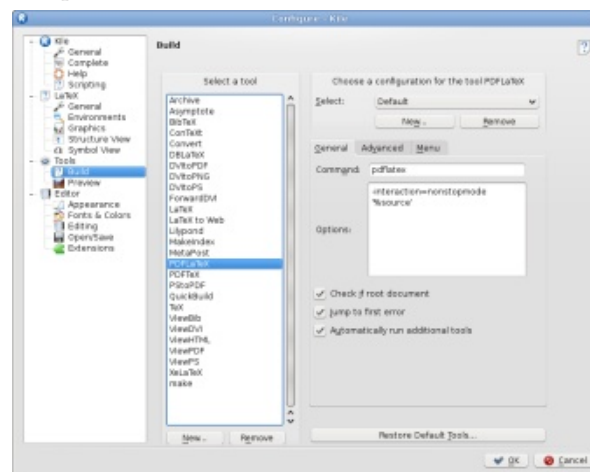 Configure - Kile
Kile
General
Complete
Help
Scripting
LaTeX
General
Environments
Graphics
Structure View
Symbol View
Tools
Build
Preview
Editor
Appearance
Fonts & Colors
Editing
Open/Save
Extensions
Build
Select a tool
Archive
Asymptote
BibTeX
ConTeXt
Convert
DBLaTeX
DVItoPDF
DVItoPNG
DVItoPS
ForwardDVI
LaTeX
LaTeX to Web
Lilypond
MakeIndex
MetaPost
PDFLaTeX
PDFTeX
PStoPDF
QuickBuild
TeX
ViewBib
ViewDVI
ViewHTML
ViewPDF
ViewPS
XeLaTeX
make
New...
Remove
Choose a configuration for the tool PDFLaTeX
Select:
Default
New...
Remove
General
Advanced
Menu
Command:
pdflatex
Options:
-interaction=nonstopmode
'%source'
Check if root document
Jump to first error
Automatically run additional tools
Restore Default Tools...
OK
Cancel